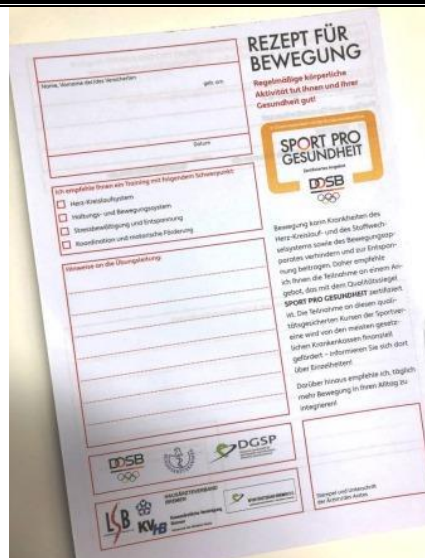 REZEPT FÜR
BEWEGUNG
Regelmäßige körperliche
Aktivität tut Ihnen und Ihrer
Gesundheit gut!
Name, Vorname der/des Versicherten
geb. am
Datum
SPORT PRO
GESUNDHEIT
Zertifiziertes Angebot
DOSB
Ich empfehle Ihnen ein Training mit folgendem Schwerpunkt:
Herz-Kreislaufsystem
Haltungs- und Bewegungssystem
Stressbewältigung und Entspannung
Koordination und motorische Förderung
Hinweise an die Übungsleitung:
Bewegung kann Krankheiten des
Herz-Kreislauf- und des Stoffwech-
selsystems sowie des Bewegungsap-
parates verhindern und zur Entspan-
nung beitragen. Daher empfehle
ich Ihnen die Teilnahme an einem An-
gebot, das mit dem Qualitätssiegel
SPORT PRO GESUNDHEIT zertifiziert
ist. Die Teilnahme an diesen quali-
tätsgesicherten Kursen der Sportver-
eine wird von den meisten gesetz-
lichen Krankenkassen finanziell
gefördert – informieren Sie sich dort
über Einzelheiten!
Darüber hinaus empfehle ich, täglich
mehr Bewegung in Ihren Alltag zu
integrieren!
DOSB
DGSP
LSB
HAUSÄRZTEVERBAND
BREMEN
KVHB
Kassenärztliche Vereinigung
Bremen
Stempel und Unterschrift
der Ärztin/des Arztes